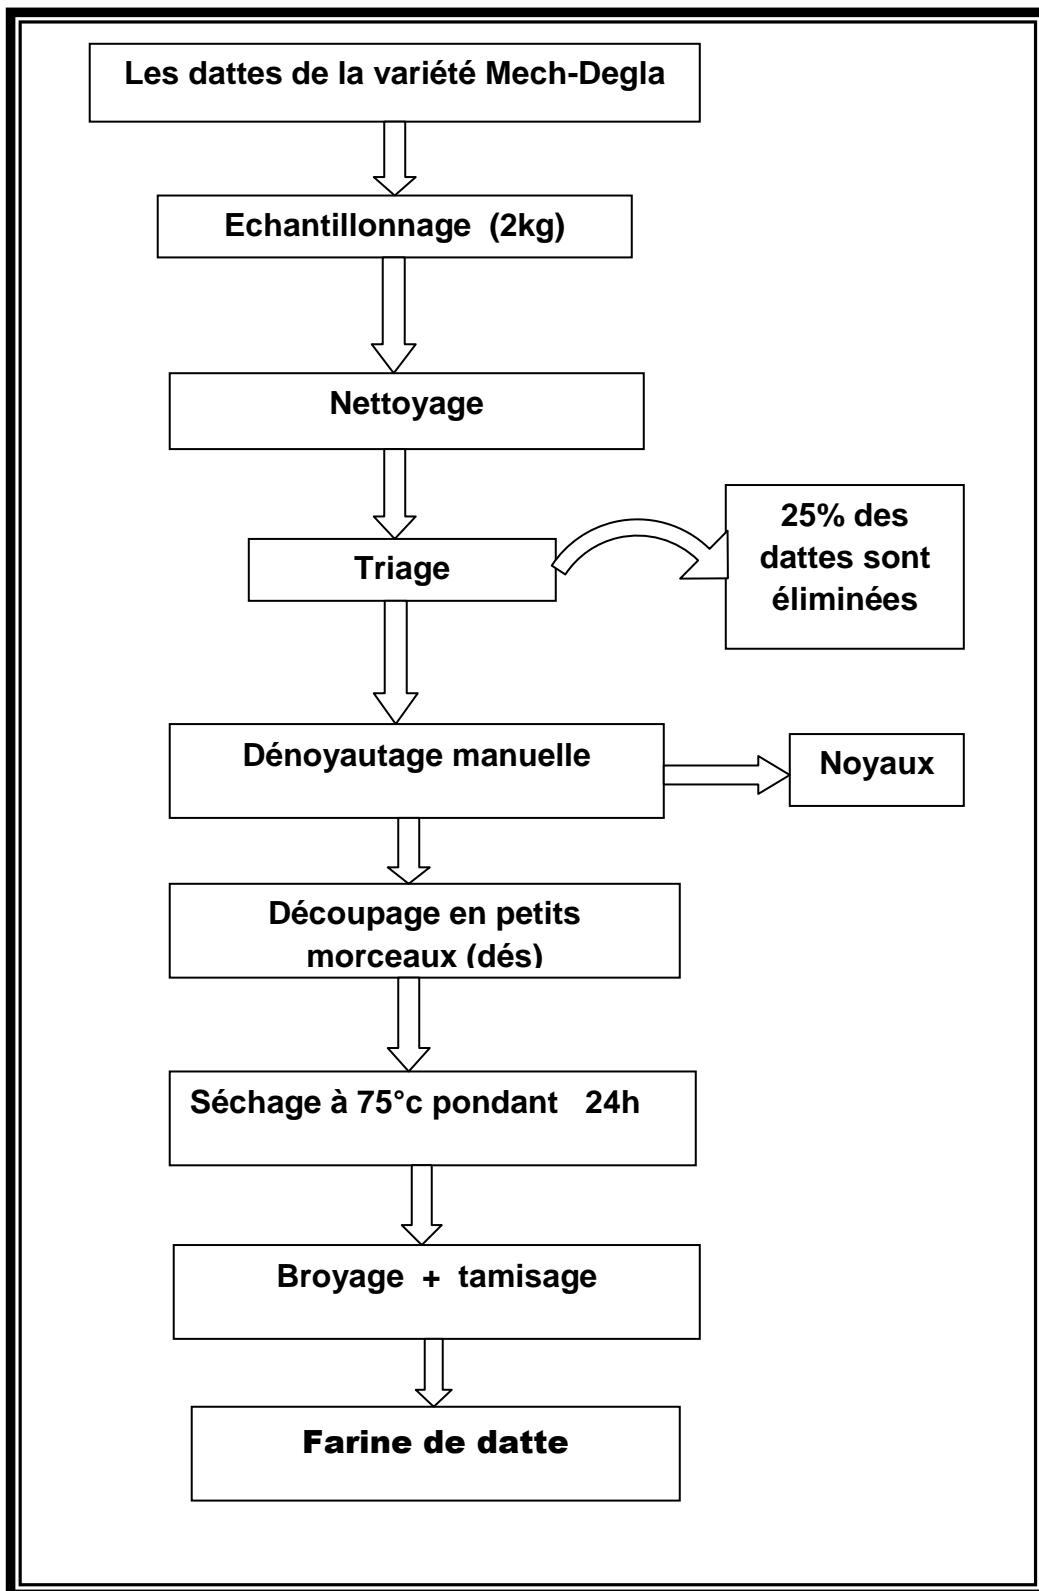 Les dattes de la variété Mech-Degla
Echantillonnage (2kg)
Nettoyage
Triage
25% des
dattes sont
éliminées
Dénoyautage manuelle
Noyaux
Découpage en petits
morceaux (dés)
Séchage à 75°c pondant 24h
Broyage + tamisage
Farine de datte